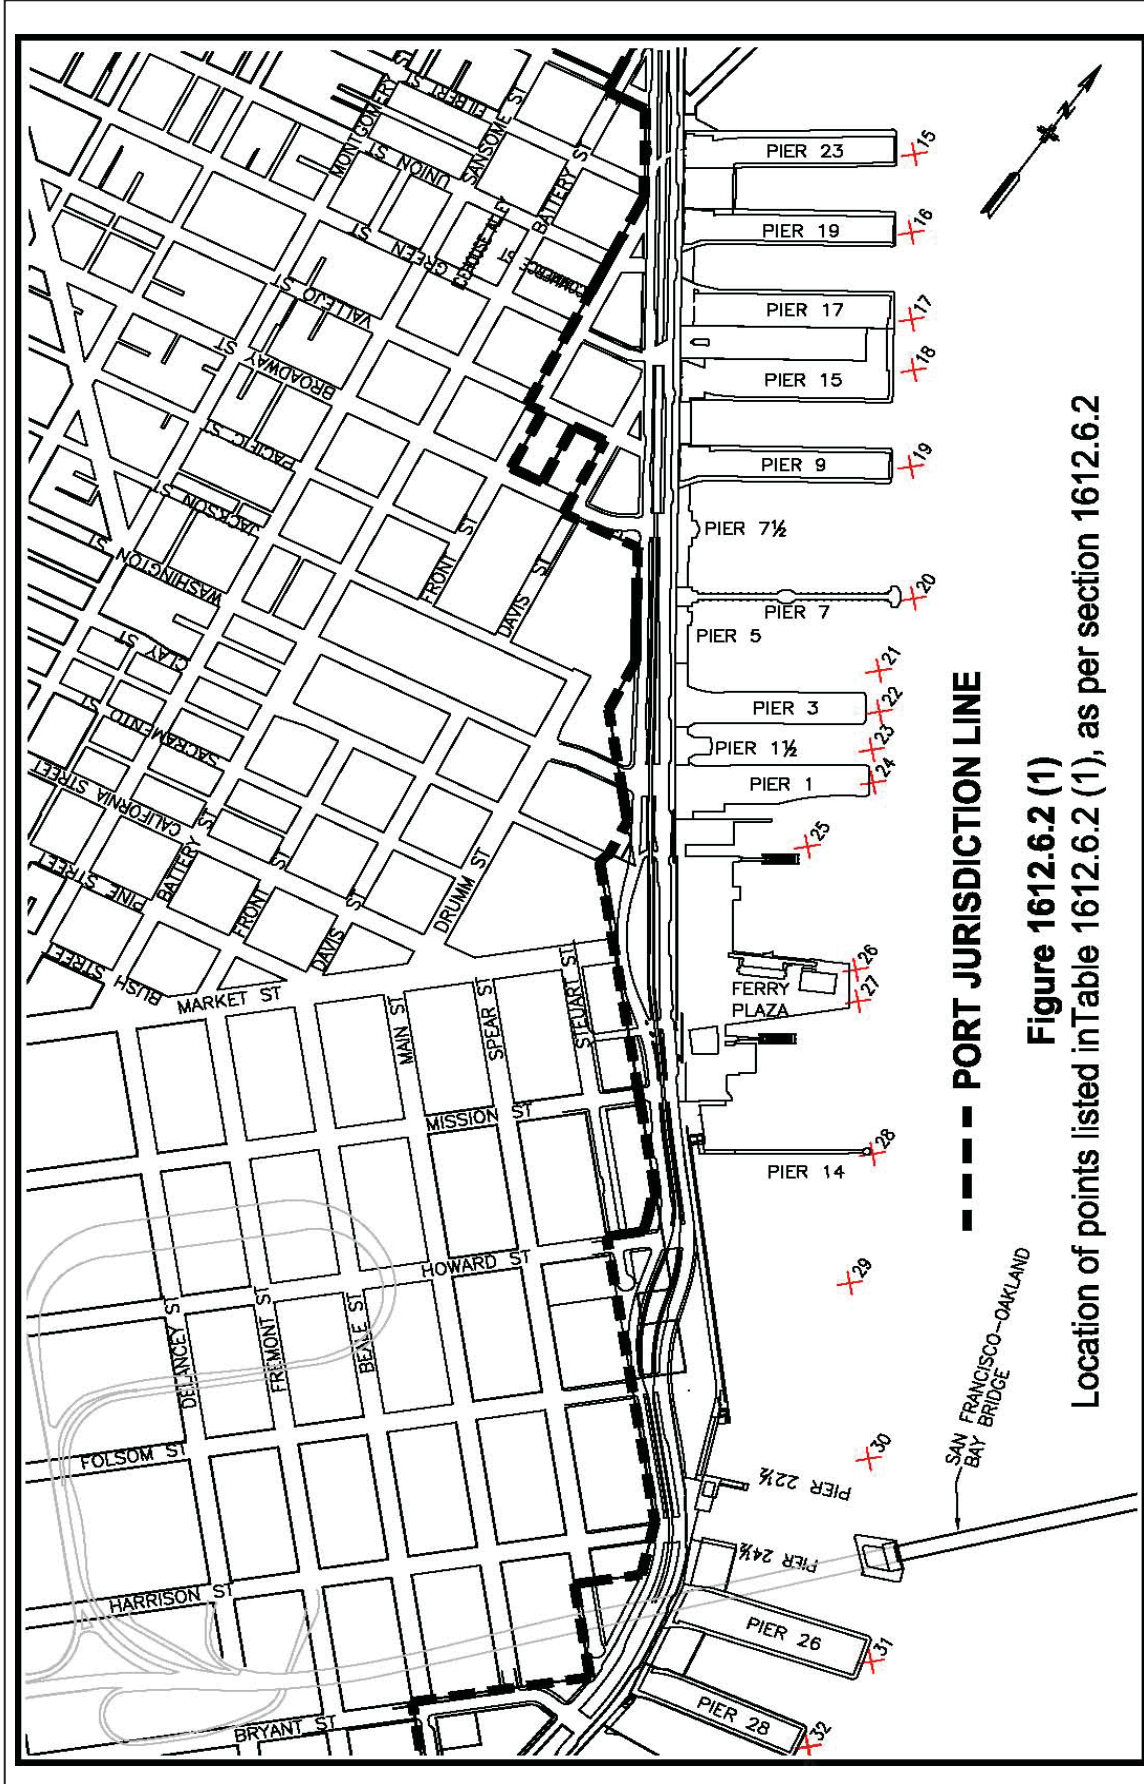 MONTGOMERY ST
FILBERT ST
SANSOME ST
UNION ST
BATTERY ST
ICEHOUSE ALLEY
GREEN ST
COMMERCE ST
VALLEJO ST
BROADWAY ST
PACIFIC ST
JACKSON ST
WASHINGTON ST
CLAY ST
SACRAMENTO ST
CALIFORNIA STREET
PINE STREET
BUSH STREET
BATTERY ST
FRONT ST
DAVIS ST
FRONT ST
DAVIS ST
DRUMM ST
MARKET ST
MAIN ST
SPEAR ST
STEUART ST
MISSION ST
HOWARD ST
DELANCEY ST
FREMONT ST
BEALE ST
FOLSOM ST
HARRISON ST
BRYANT ST
N
PIER 23
15
PIER 19
16
PIER 17
17
PIER 15
18
PIER 9
19
PIER 7½
PIER 7
20
PIER 5
21
PIER 3
22
PIER 1½
23
PIER 1
24
25
FERRY
PLAZA
26
27
PIER 14
28
29
30
PIER 22½
PIER 24½
PIER 26
31
PIER 28
32
SAN FRANCISCO-OAKLAND
BAY BRIDGE
PORT JURISDICTION LINE
Figure 1612.6.2 (1)
Location of points listed inTable 1612.6.2 (1), as per section 1612.6.2